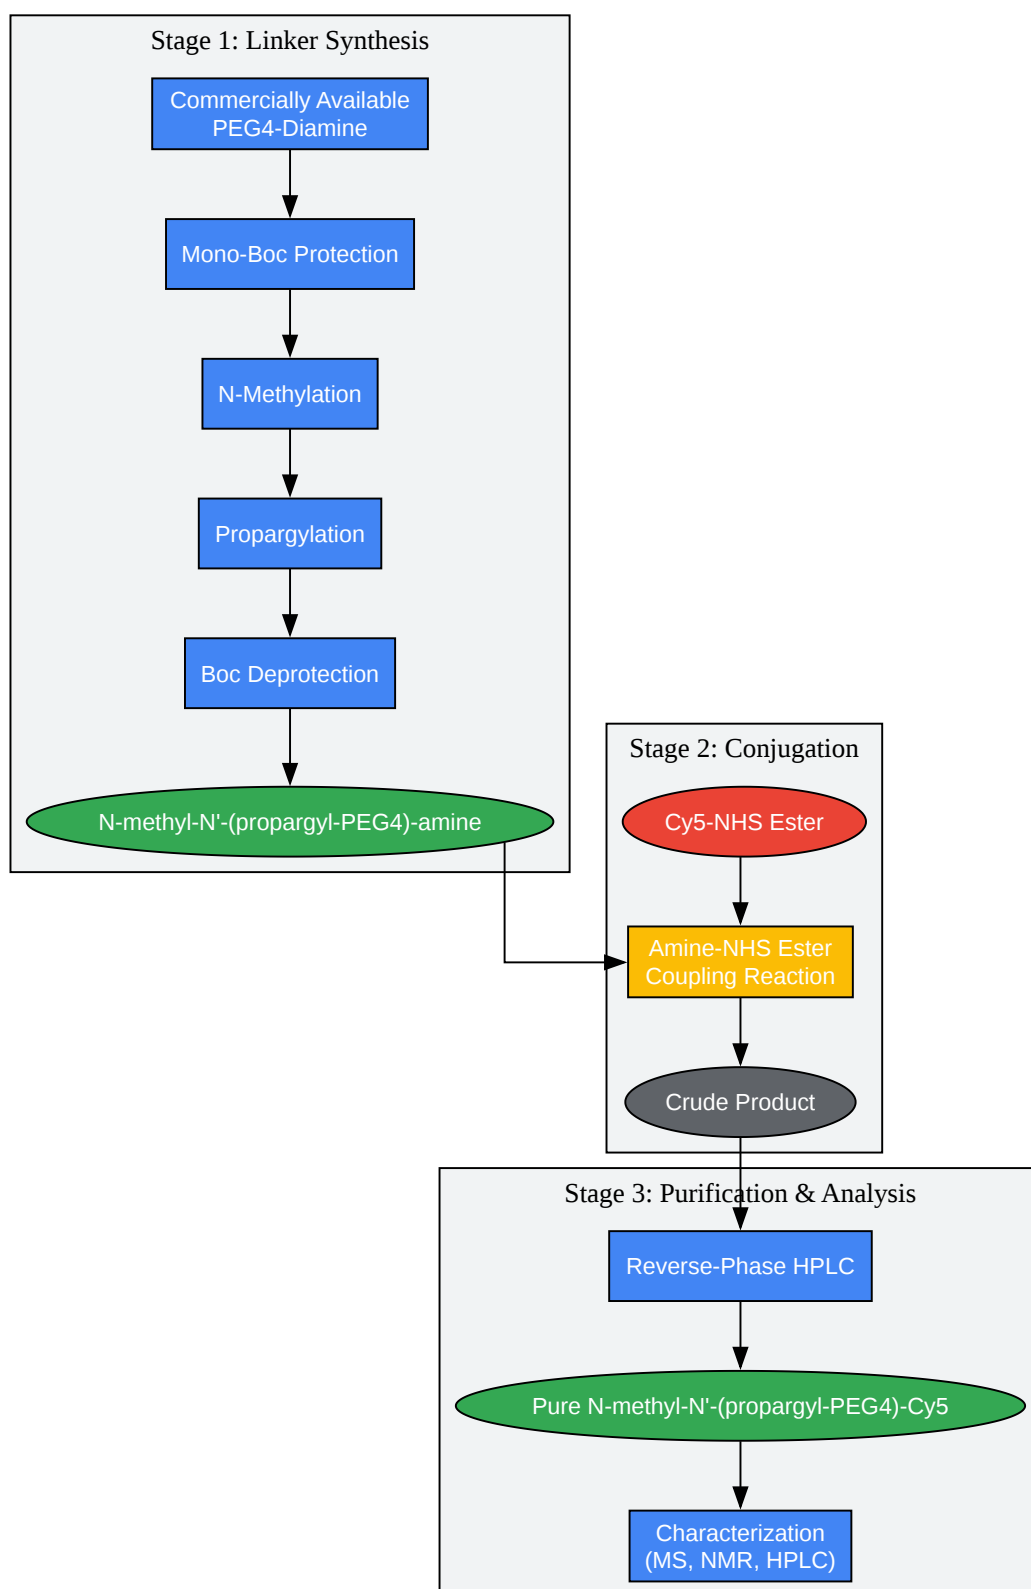 Stage 1: Linker Synthesis
Commercially Available
PEG4-Diamine
Mono-Boc Protection
N-Methylation
Propargylation
Boc Deprotection
N-methyl-N'-(propargyl-PEG4)-amine
Stage 2: Conjugation
Cy5-NHS Ester
Amine-NHS Ester
Coupling Reaction
Crude Product
Stage 3: Purification & Analysis
Reverse-Phase HPLC
Pure N-methyl-N'-(propargyl-PEG4)-Cy5
Characterization
(MS, NMR, HPLC)